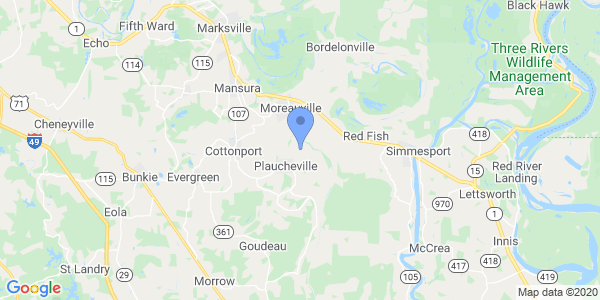 Black Hawk
1
Fifth Ward
Marksville
Echo
Bordelonville
1
114
115
Three Rivers
Wildlife
Management
Area
Mansura
71
Moreauville
107
Cheneyville
Red Fish
418
49
Cottonport
Simmesport
Plaucheville
15
Red River
Landing
115
Bunkie
Evergreen
Lettsworth
970
Eola
1
361
Innis
Goudeau
McCrea
St Landry
29
417
418
105
Morrow
419
Google
Map data ©2020